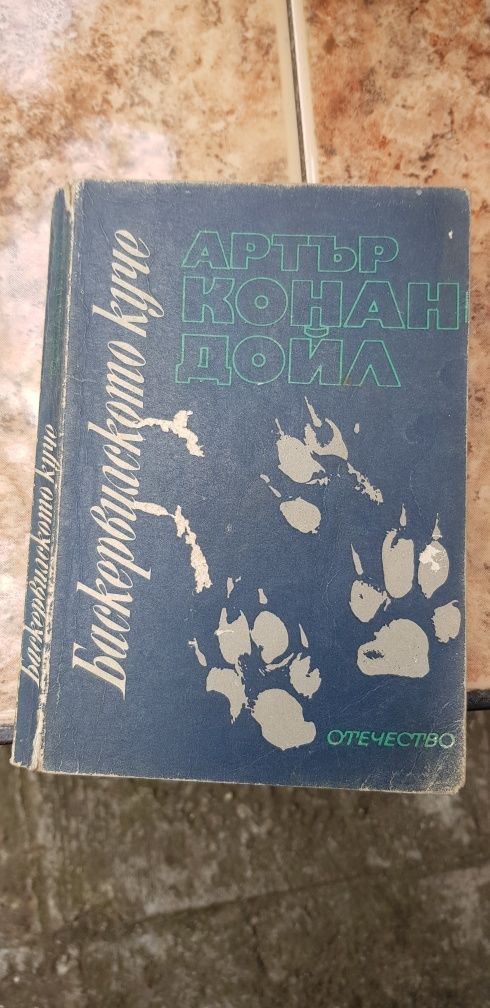 АРТЪР
КОНАН
ДОЙЛ
Баскервилското куче
Баскервилското куче
ОТЕЧЕСТВО